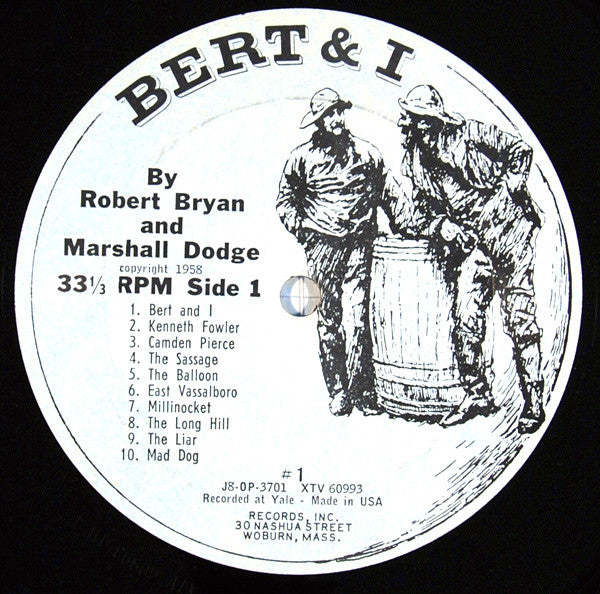 BERT & I
By
Robert Bryan
and
Marshall Dodge
copyright 1958
33 1/3 RPM Side 1
1. Bert and I
2. Kenneth Fowler
3. Camden Pierce
4. The Sassage
5. The Balloon
6. East Vassalboro
7. Millinocket
8. The Long Hill
9. The Liar
10. Mad Dog
#1
J8-OP-3701 XTV 60993
Recorded at Yale - Made in USA
RECORDS, INC.
30 NASHUA STREET
WOBURN, MASS.